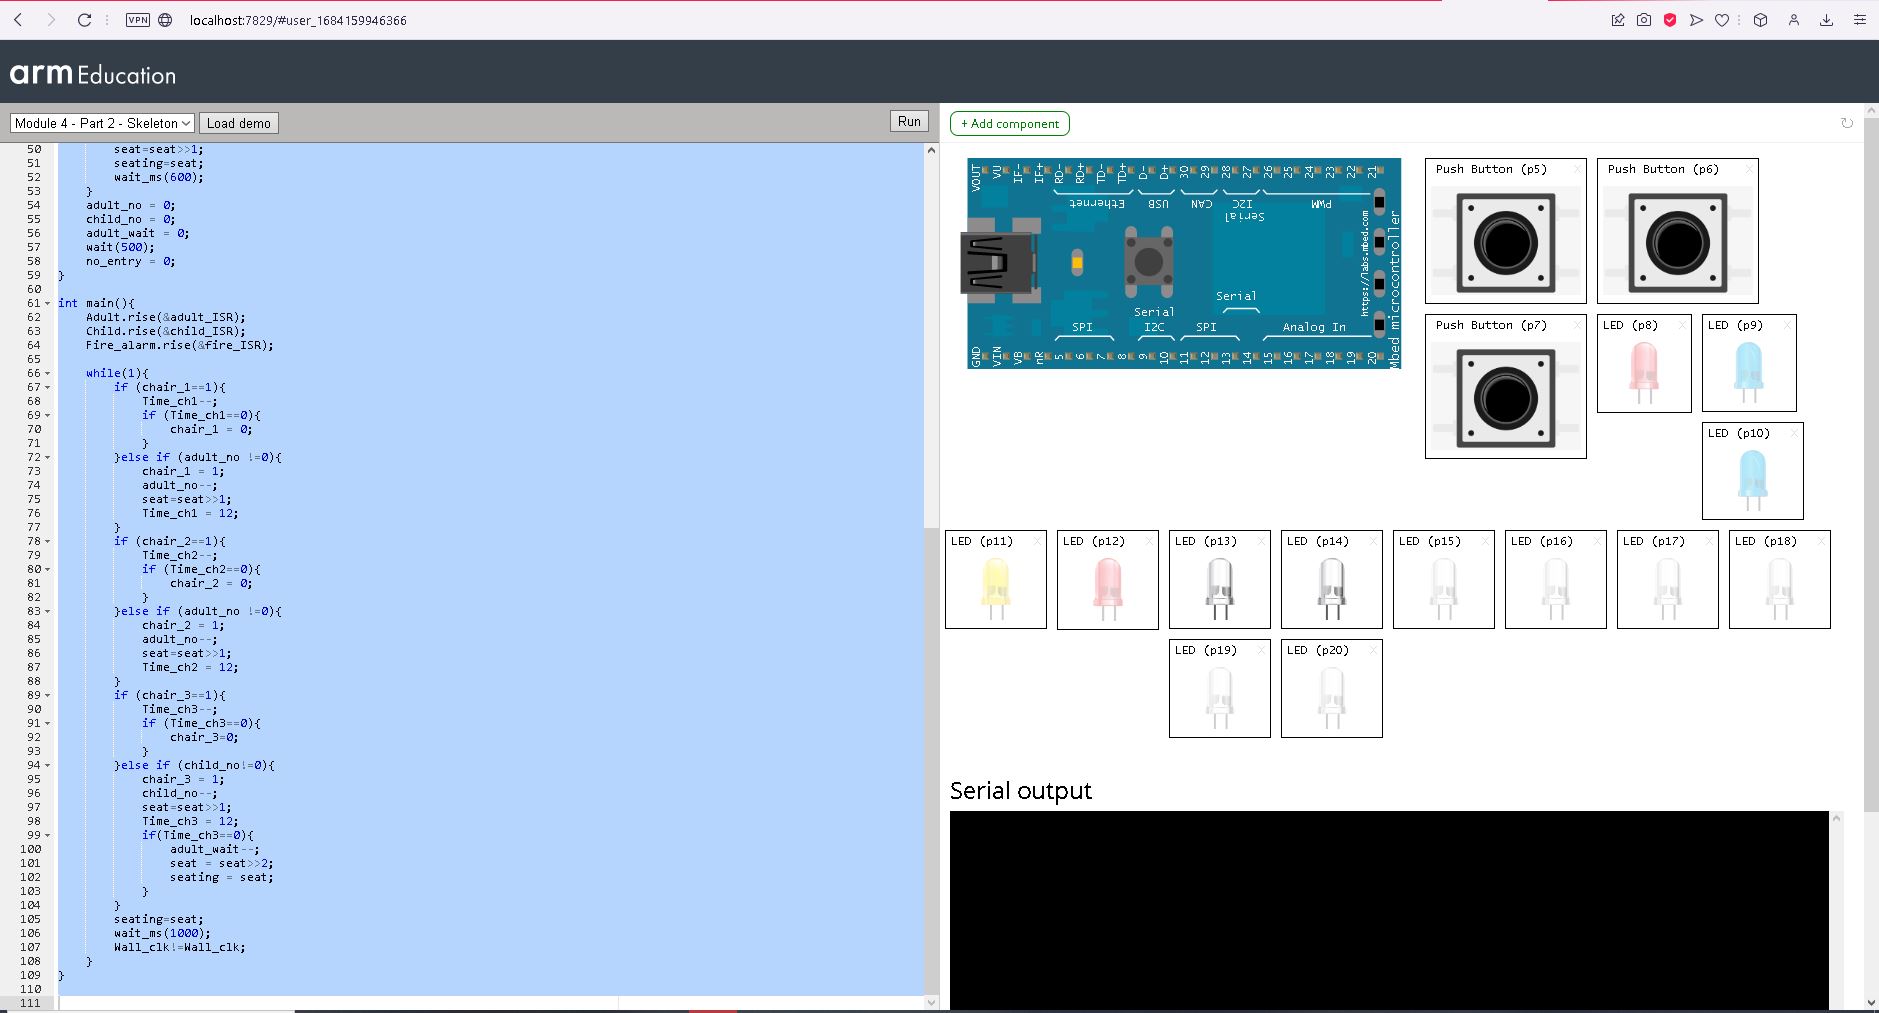 VPN
localhost:7829/#user_1684159946366
arm Education
Module 4 - Part 2 - Skeleton
Load demo
Run
50 seat=seat>>1;
51 seating=seat;
52 wait_ms(600);
53 }
54 adult_no = 0;
55 child_no = 0;
56 adult_wait = 0;
57 wait(500);
58 no_entry = 0;
59 }
60
61 int main(){
62 Adult.rise(&adult_ISR);
63 Child.rise(&child_ISR);
64 Fire_alarm.rise(&fire_ISR);
65
66 while(1){
67 if (chair_1==1){
68 Time_ch1--;
69 if (Time_ch1==0){
70 chair_1 = 0;
71 }
72 }else if (adult_no !=0){
73 chair_1 = 1;
74 adult_no--;
75 seat=seat>>1;
76 Time_ch1 = 12;
77 }
78 if (chair_2==1){
79 Time_ch2--;
80 if (Time_ch2==0){
81 chair_2 = 0;
82 }
83 }else if (adult_no !=0){
84 chair_2 = 1;
85 adult_no--;
86 seat=seat>>1;
87 Time_ch2 = 12;
88 }
89 if (chair_3==1){
90 Time_ch3--;
91 if (Time_ch3==0){
92 chair_3=0;
93 }
94 }else if (child_no!=0){
95 chair_3 = 1;
96 child_no--;
97 seat=seat>>1;
98 Time_ch3 = 12;
99 if(Time_ch3==0){
100 adult_wait--;
101 seat = seat>>2;
102 seating = seat;
103 }
104 }
105 seating=seat;
106 wait_ms(1000);
107 Wall_clk!=Wall_clk;
108 }
109 }
110
111
+ Add component
VOUT VU IF- IF+ RD- RD+ TD- TD+ D- D+ 30 29 28 27 26 25 24 23 22 21
Ethernet USB CAN I2C PWM
Serial
https://labs.mbed.com
Mbed microcontroller
Serial
Serial
SPI I2C SPI Analog In
GND VIN VB nR 5 6 7 8 9 10 11 12 13 14 15 16 17 18 19 20
Push Button (p5) x
Push Button (p6) x
Push Button (p7) x
LED (p8) x
LED (p9) x
LED (p10) x
LED (p11) x
LED (p12) x
LED (p13) x
LED (p14) x
LED (p15) x
LED (p16) x
LED (p17) x
LED (p18) x
LED (p19) x
LED (p20) x
Serial output